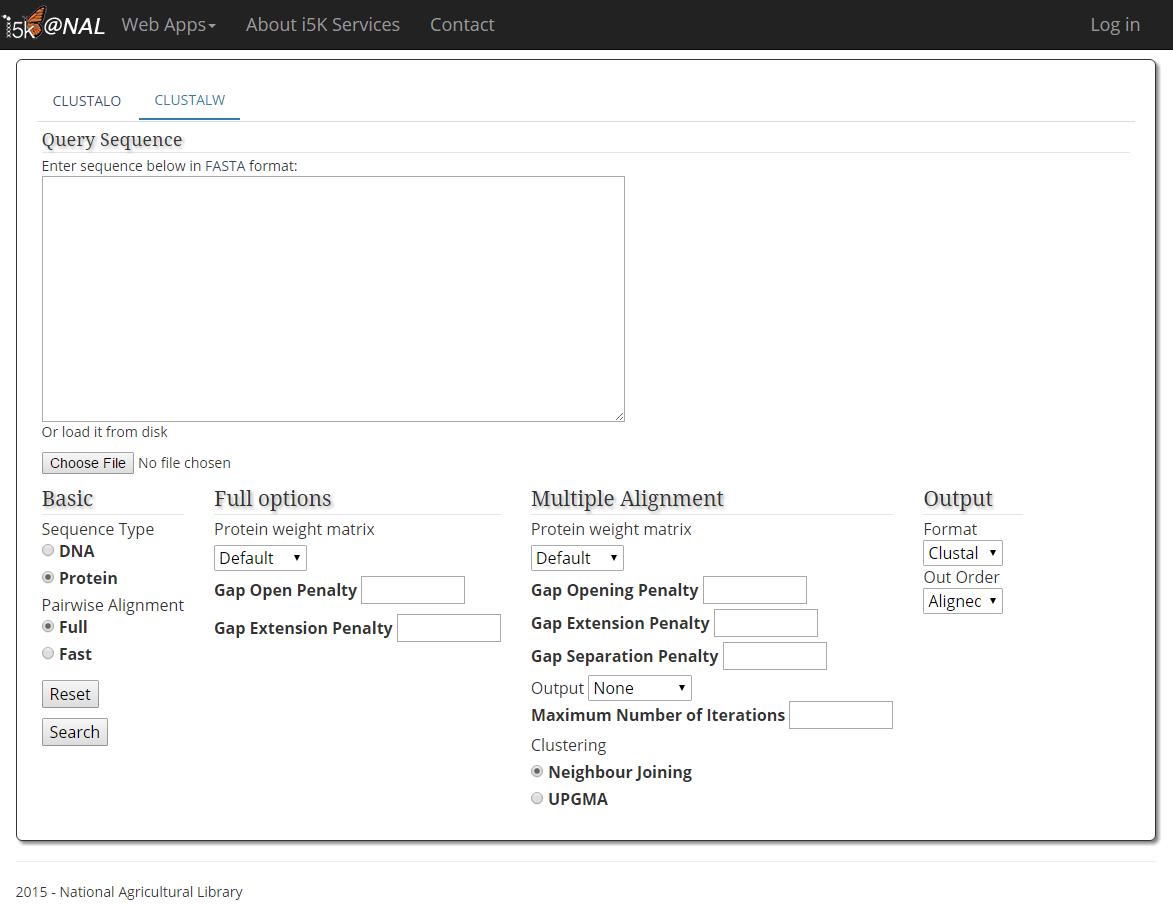 i5K@NAL Web Apps About i5K Services Contact Log in
CLUSTALO CLUSTALW
Query Sequence
Enter sequence below in FASTA format:
Or load it from disk
Choose File No file chosen
Basic
Sequence Type
DNA
Protein
Pairwise Alignment
Full
Fast
Reset
Search
Full options
Protein weight matrix
Default
Gap Open Penalty
Gap Extension Penalty
Multiple Alignment
Protein weight matrix
Default
Gap Opening Penalty
Gap Extension Penalty
Gap Separation Penalty
Output None
Maximum Number of Iterations
Clustering
Neighbour Joining
UPGMA
Output
Format
Clustal
Out Order
Aligned
2015 - National Agricultural Library